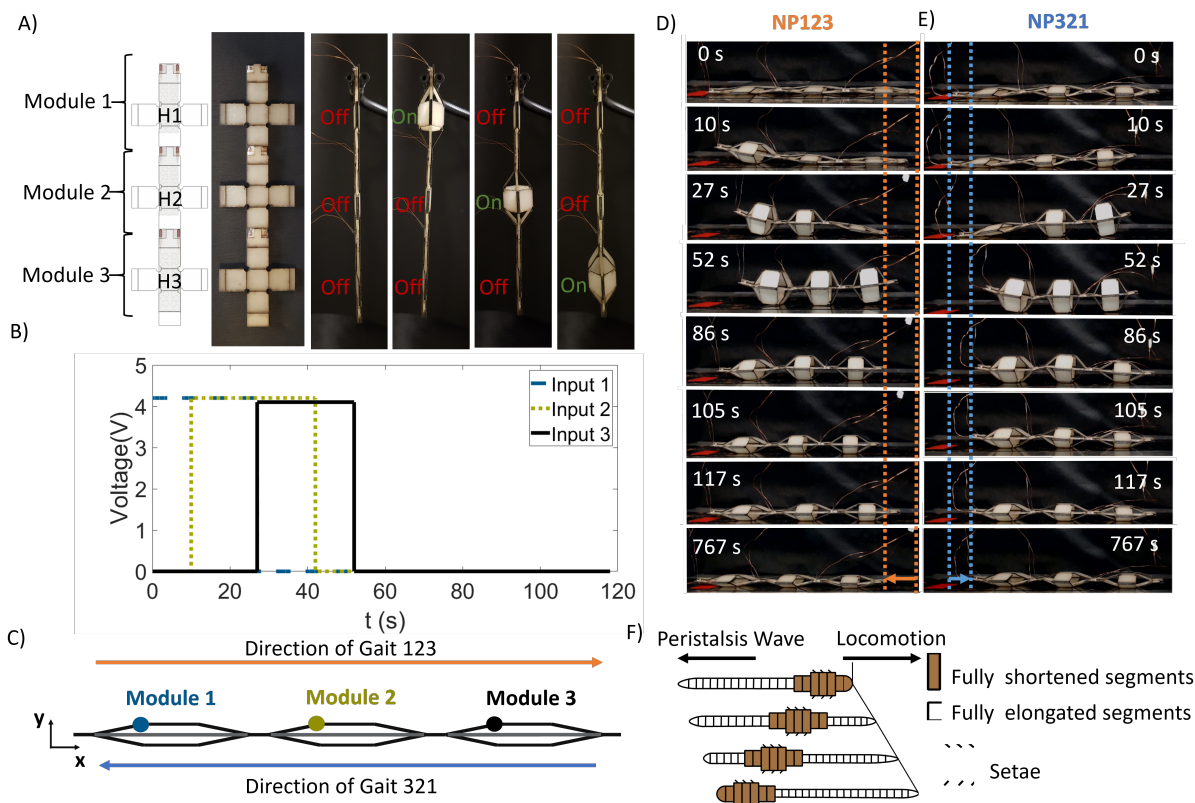 A)
Module 1
Module 2
Module 3
H1
H2
H3
Off
Off
Off
On
Off
Off
Off
On
Off
Off
Off
On
B)
Voltage(V)
5
4
3
2
1
0
0
20
40
60
80
100
120
t (s)
Input 1
Input 2
Input 3
C)
Direction of Gait 123
Module 1
Module 2
Module 3
y
x
Direction of Gait 321
D)
NP123
0 s
10 s
27 s
52 s
86 s
105 s
117 s
767 s
E)
NP321
0 s
10 s
27 s
52 s
86 s
105 s
117 s
767 s
F)
Peristalsis Wave
Locomotion
Fully shortened segments
Fully elongated segments
Setae